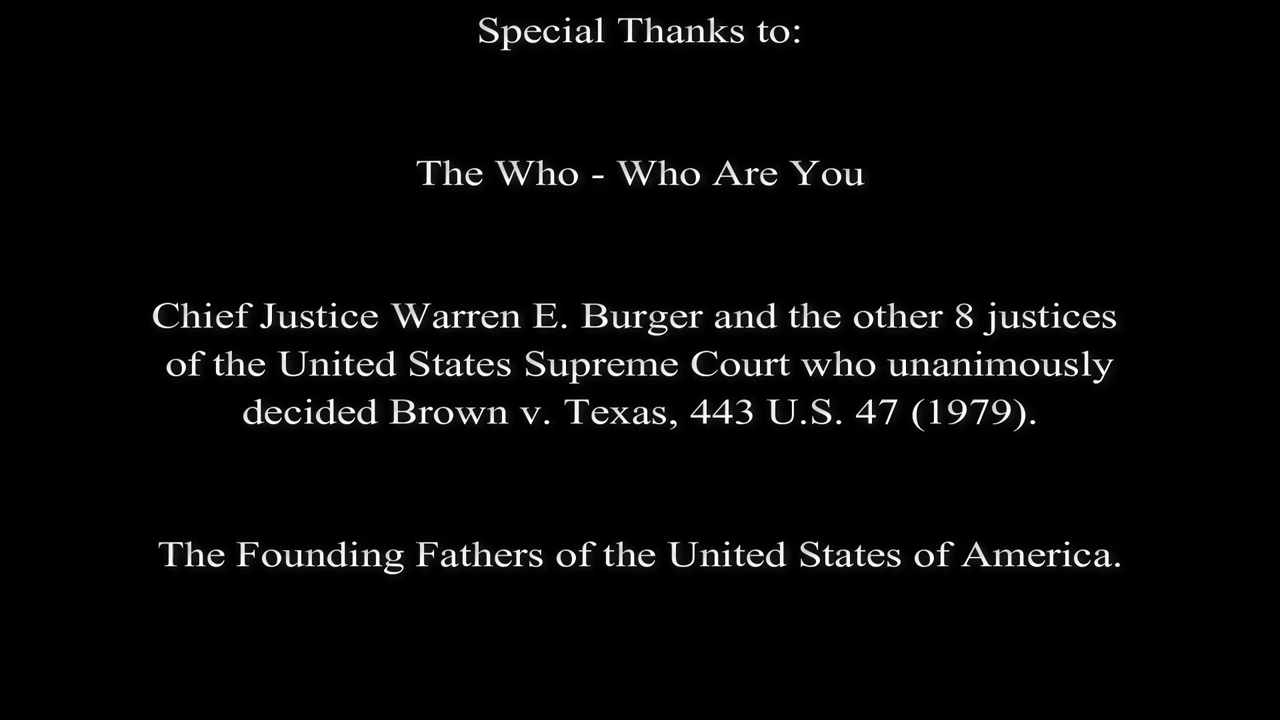 Special Thanks to:
The Who - Who Are You
Chief Justice Warren E. Burger and the other 8 justices
of the United States Supreme Court who unanimously
decided Brown v. Texas, 443 U.S. 47 (1979).
The Founding Fathers of the United States of America.